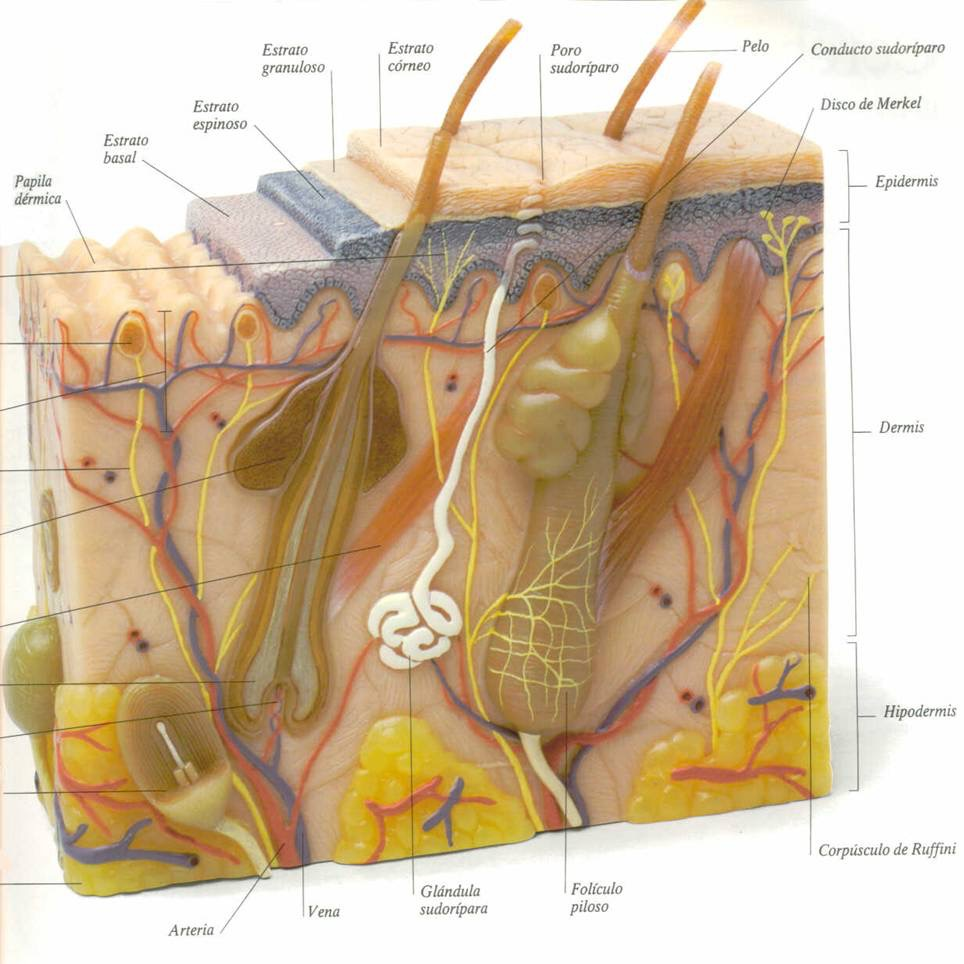 Estrato
granuloso
Estrato
córneo
Poro
sudoríparo
Pelo
Conducto sudoríparo
Estrato
espinoso
Disco de Merkel
Estrato
basal
Papila
dérmica
Epidermis
Dermis
Hipodermis
Corpúsculo de Ruffini
Glándula
sudorípara
Folículo
piloso
Vena
Arteria